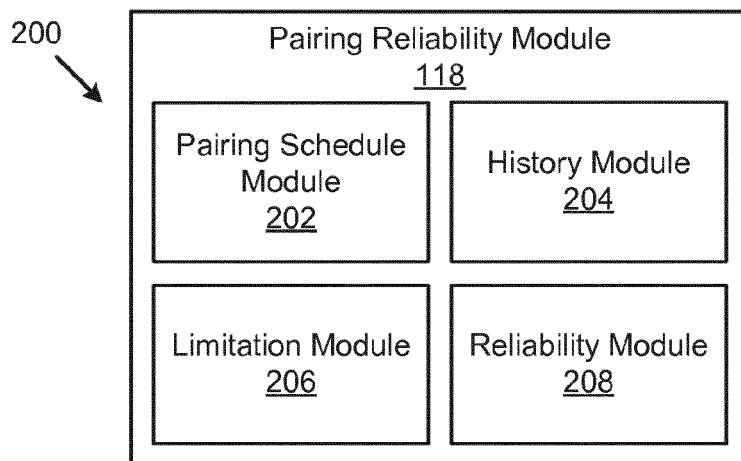 200
Pairing Reliability Module
118
Pairing Schedule
Module
202
History Module
204
Limitation Module
206
Reliability Module
208